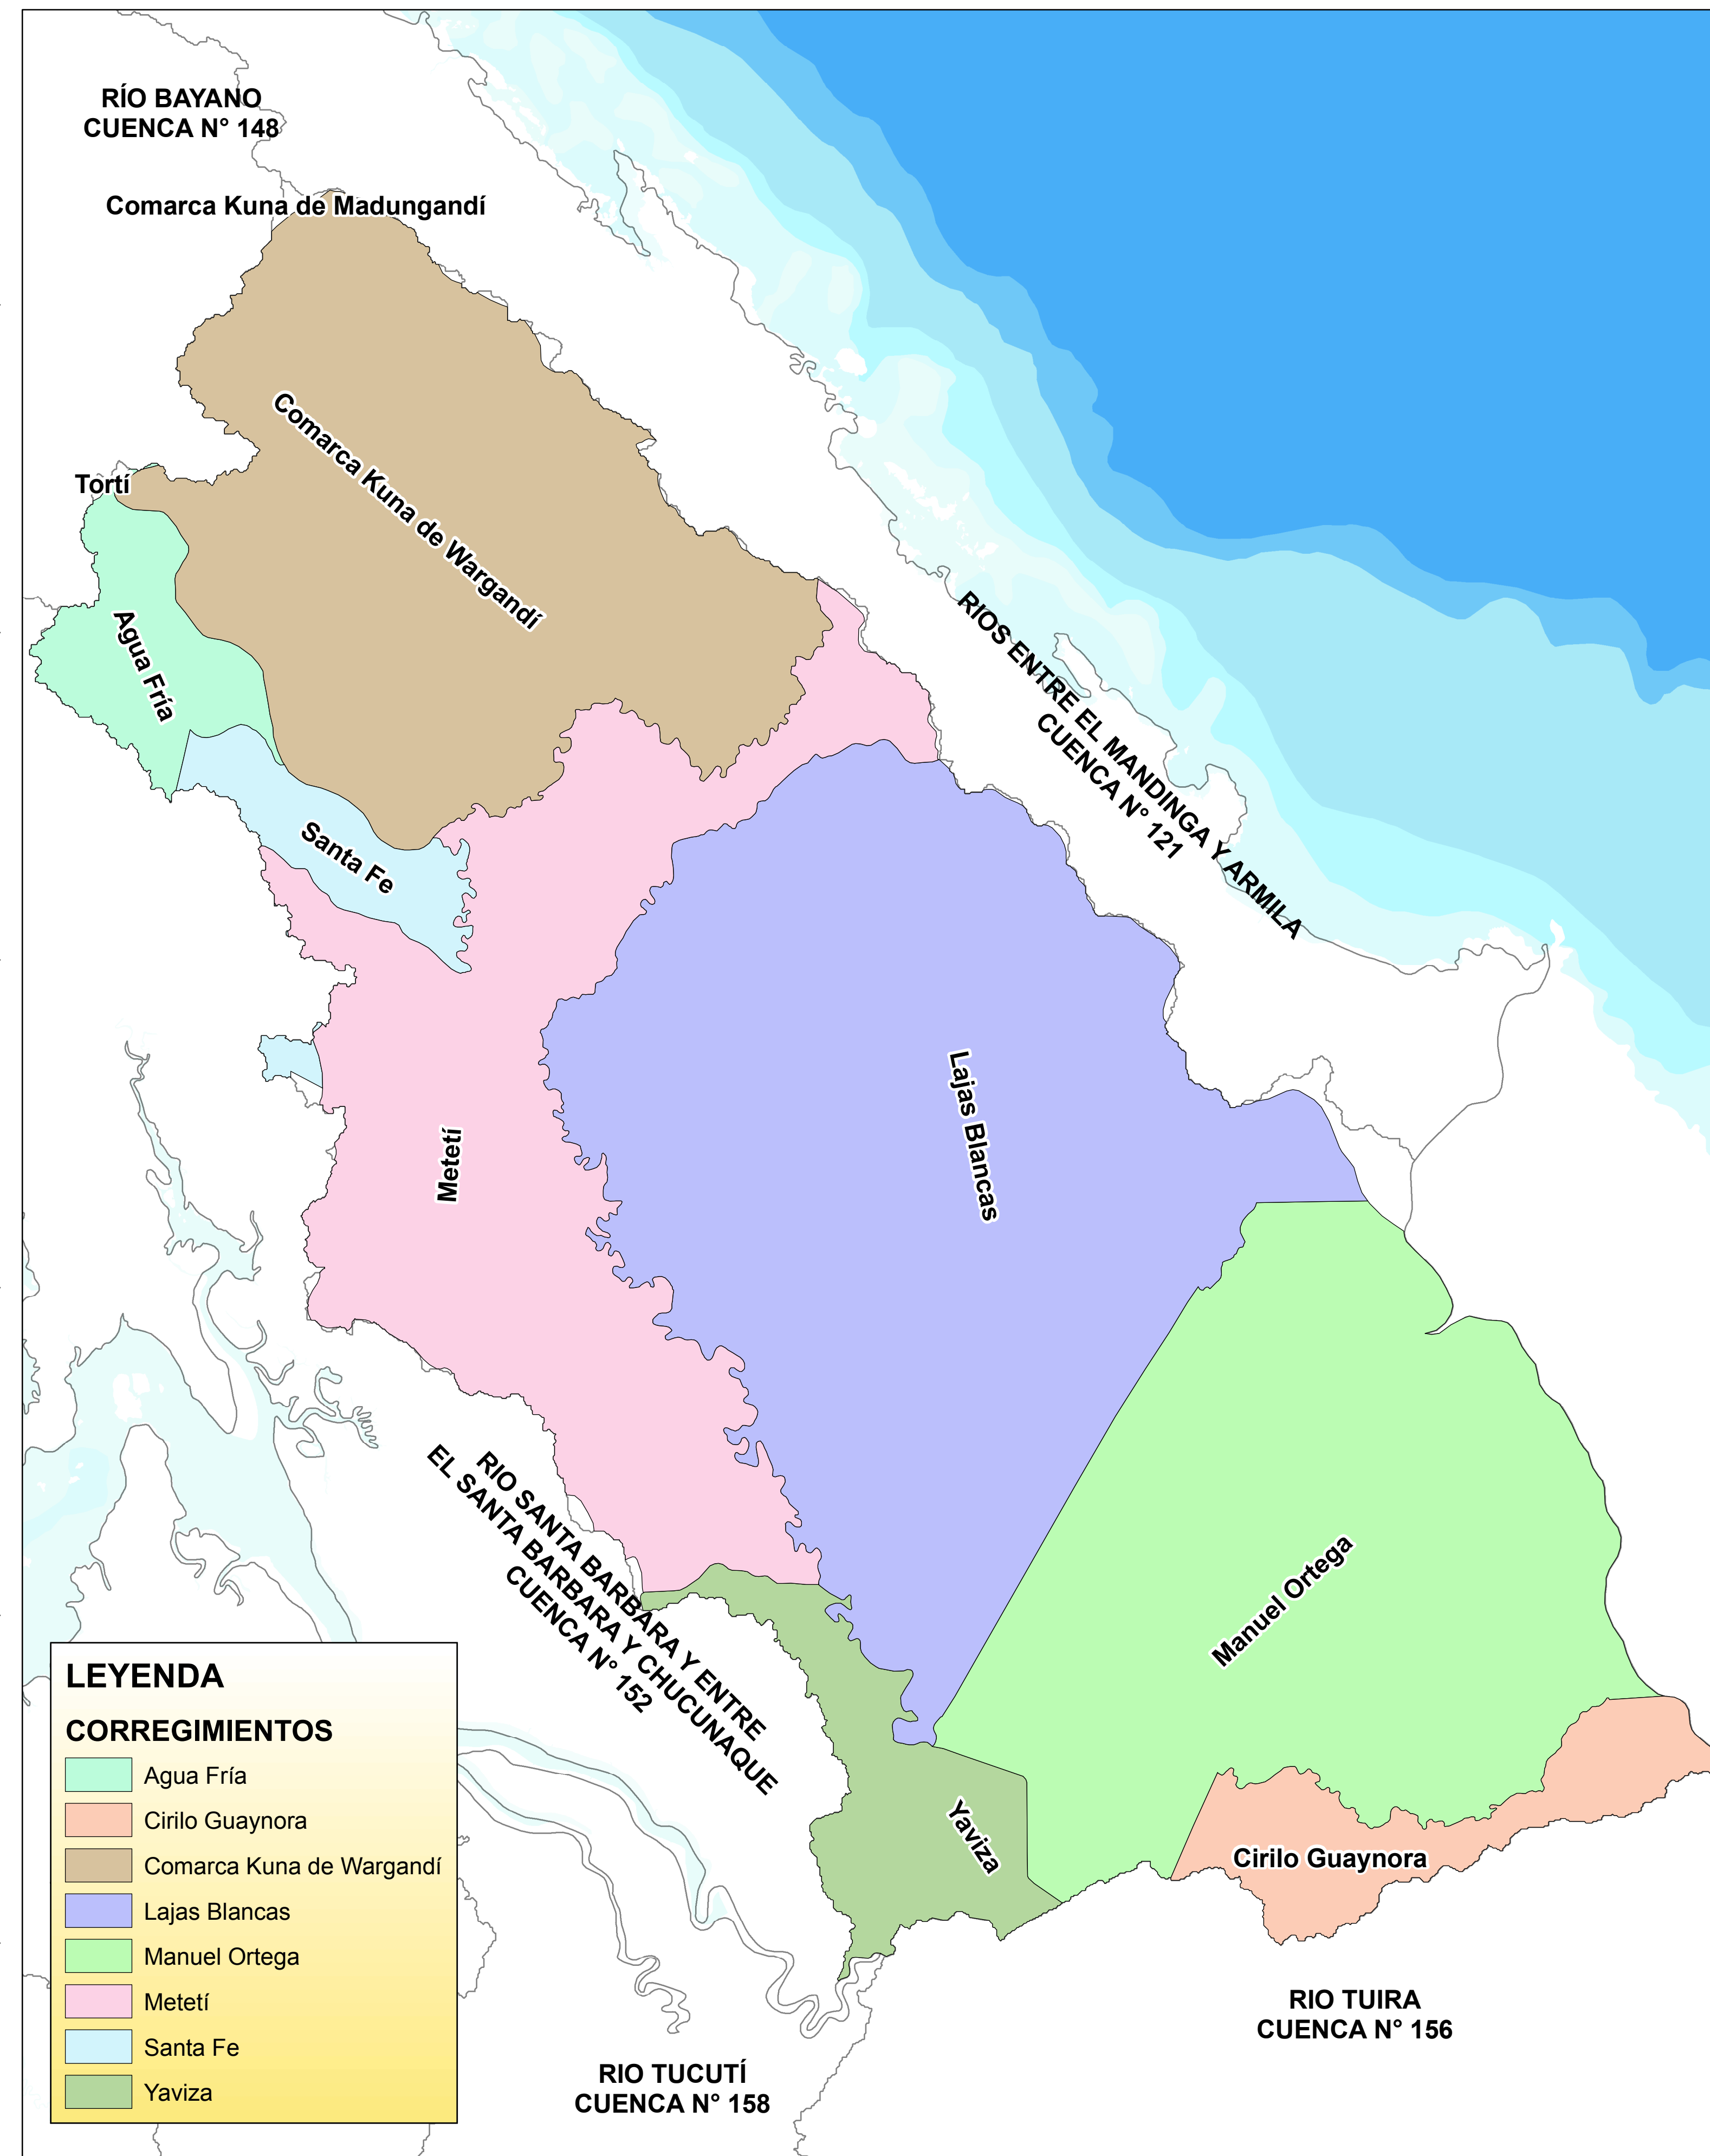 RÍO BAYANO
CUENCA N° 148
Comarca Kuna de Madungandí
Comarca Kuna de Wargandí
Tortí
Agua Fría
RIOS ENTRE EL MANDINGA Y ARMILA
CUENCA N° 121
Santa Fe
Lajas Blancas
Metetí
RIO SANTA BARBARA Y ENTRE
EL SANTA BARBARA Y CHUCUNAQUE
CUENCA N° 152
Manuel Ortega
Yaviza
Cirilo Guaynora
RIO TUIRA
CUENCA N° 156
RIO TUCUTÍ
CUENCA N° 158
LEYENDA
CORREGIMIENTOS
Agua Fría
Cirilo Guaynora
Comarca Kuna de Wargandí
Lajas Blancas
Manuel Ortega
Metetí
Santa Fe
Yaviza